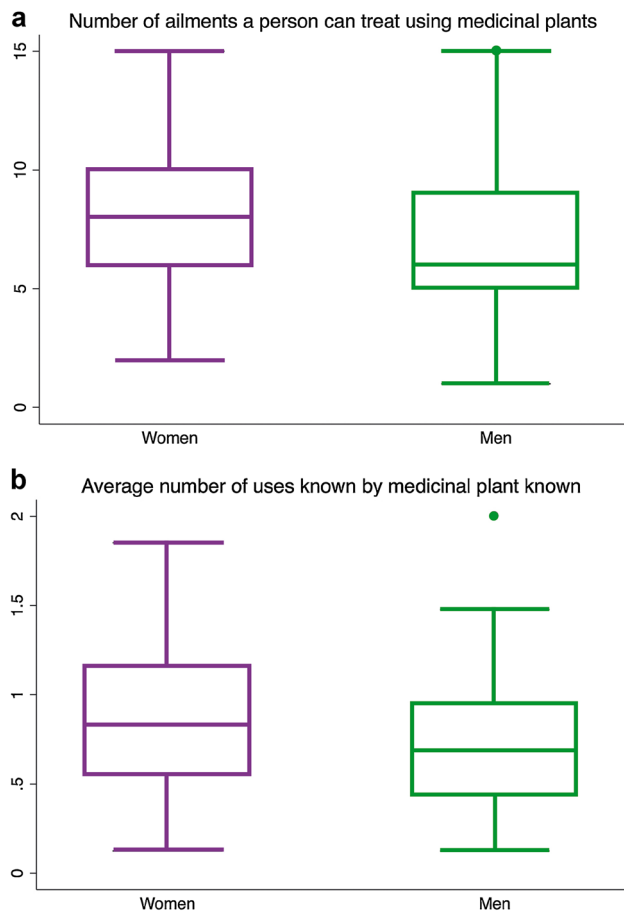 a
Number of ailments a person can treat using medicinal plants
15
10
5
0
Women
Men
b
Average number of uses known by medicinal plant known
2
1.5
1
.5
0
Women
Men